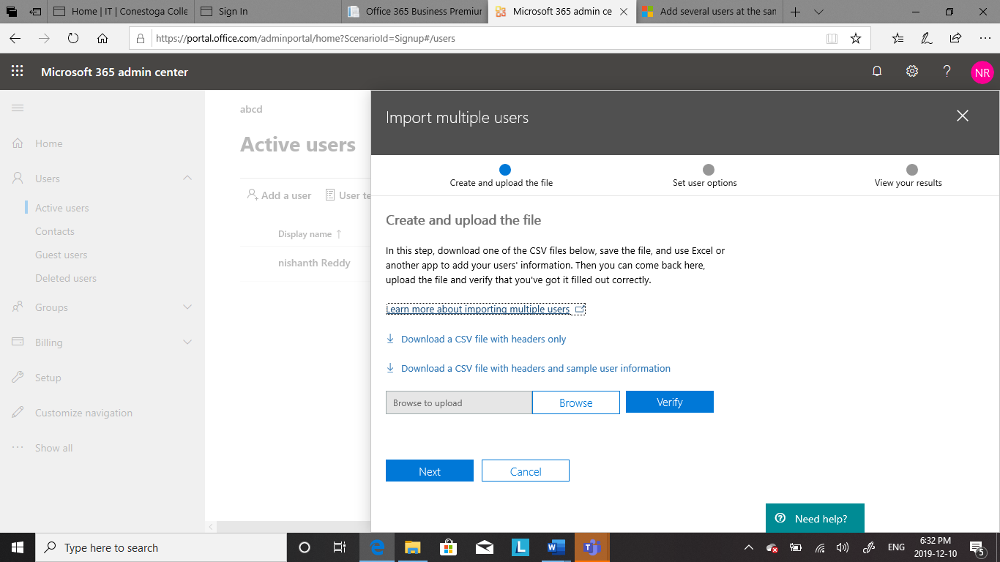 Home | IT | Conestoga Colle
Sign In
Office 365 Business Premiun
Microsoft 365 admin ce
Add several users at the san
https://portal.office.com/adminportal/home?ScenarioId=Signup#/users
Microsoft 365 admin center
NR
abcd
Import multiple users
Home
Active users
Users
Create and upload the file
Set user options
View your results
Add a user
User te
Active users
Create and upload the file
Contacts
Display name ↑
In this step, download one of the CSV files below, save the file, and use Excel or
another app to add your users' information. Then you can come back here,
upload the file and verify that you've got it filled out correctly.
Guest users
nishanth Reddy
Deleted users
Groups
Learn more about importing multiple users
Billing
Download a CSV file with headers only
Setup
Download a CSV file with headers and sample user information
Customize navigation
Browse to upload
Browse
Verify
Show all
Next
Cancel
Need help?
Type here to search
ENG
6:32 PM
2019-12-10
5